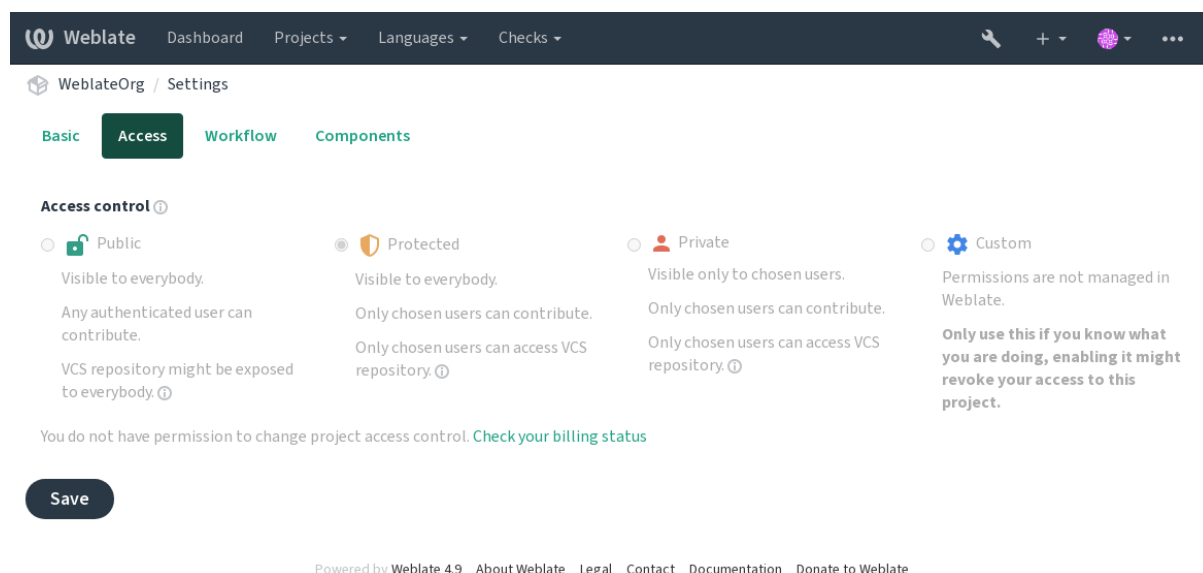 Weblate Dashboard Projects Languages Checks
WeblateOrg / Settings
Basic Access Workflow Components
Access control
Public
Visible to everybody.
Any authenticated user can
contribute.
VCS repository might be exposed
to everybody.
Protected
Visible to everybody.
Only chosen users can contribute.
Only chosen users can access VCS
repository.
Private
Visible only to chosen users.
Only chosen users can contribute.
Only chosen users can access VCS
repository.
Custom
Permissions are not managed in
Weblate.
Only use this if you know what
you are doing, enabling it might
revoke your access to this
project.
You do not have permission to change project access control. Check your billing status
Save
Powered by Weblate 4.9 About Weblate Legal Contact Documentation Donate to Weblate